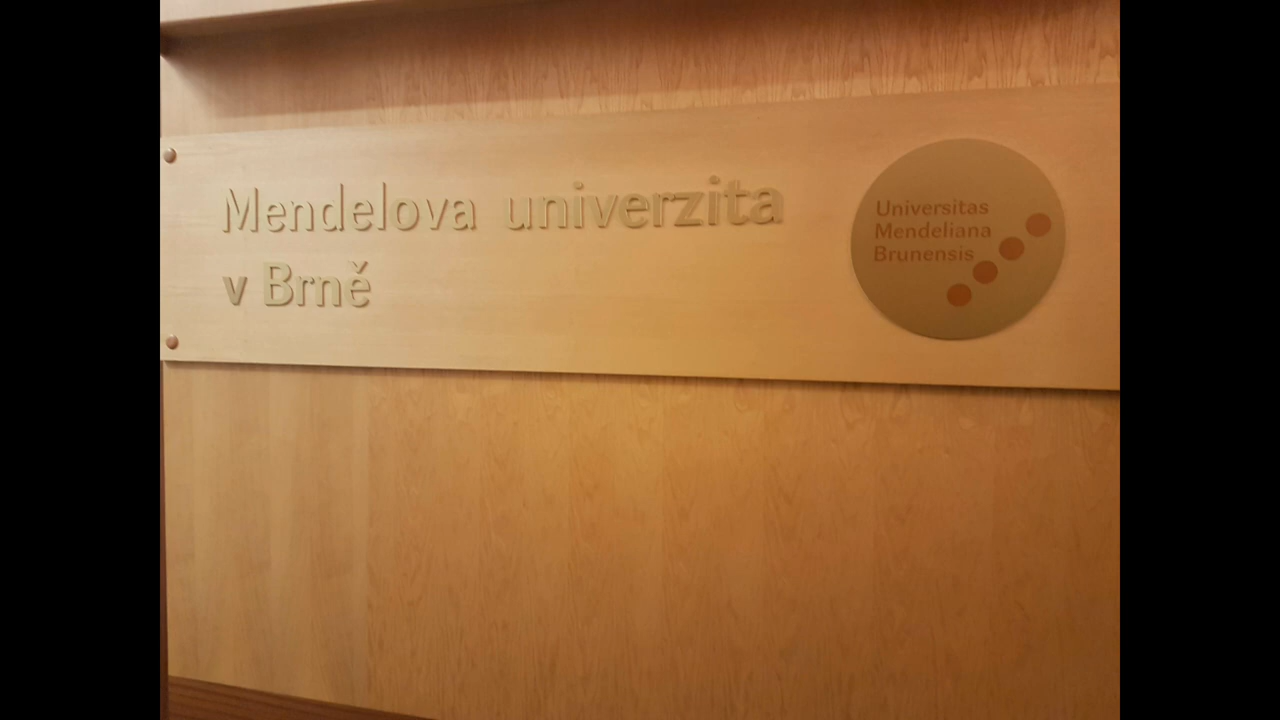 Mendelova univerzita
v Brně
Universitas
Mendeliana
Brunensis